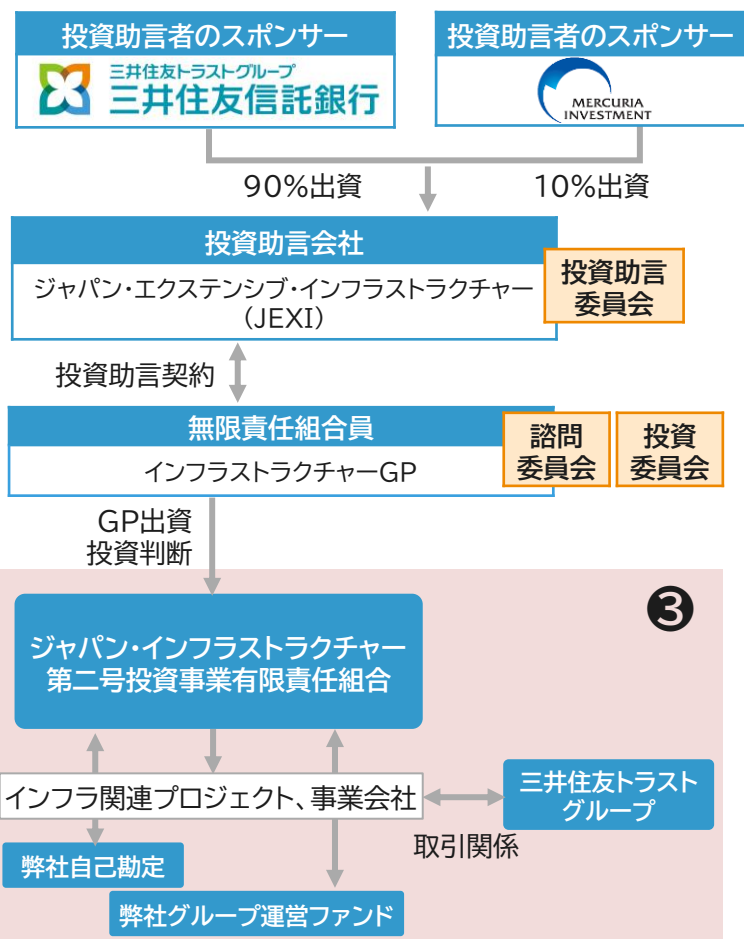 投資助言者のスポンサー
三井住友トラストグループ
三井住友信託銀行
投資助言者のスポンサー
MERCURIA
INVESTMENT
90%出資
10%出資
投資助言会社
ジャパン・エクステンシブ・インフラストラクチャー
(JEXI)
投資助言
委員会
投資助言契約
無限責任組合員
インフラストラクチャーGP
諮問
委員会
投資
委員会
GP出資
投資判断
❸
ジャパン・インフラストラクチャー
第二号投資事業有限責任組合
インフラ関連プロジェクト、事業会社
三井住友トラスト
グループ
取引関係
弊社自己勘定
弊社グループ運営ファンド